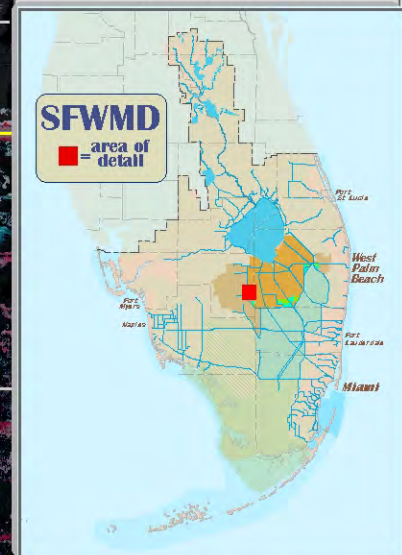 SFWMD
= area of
detail
Port
St Lucie
West
Palm
Beach
Fort
Myers
Naples
Fort
Lauderdale
Miami